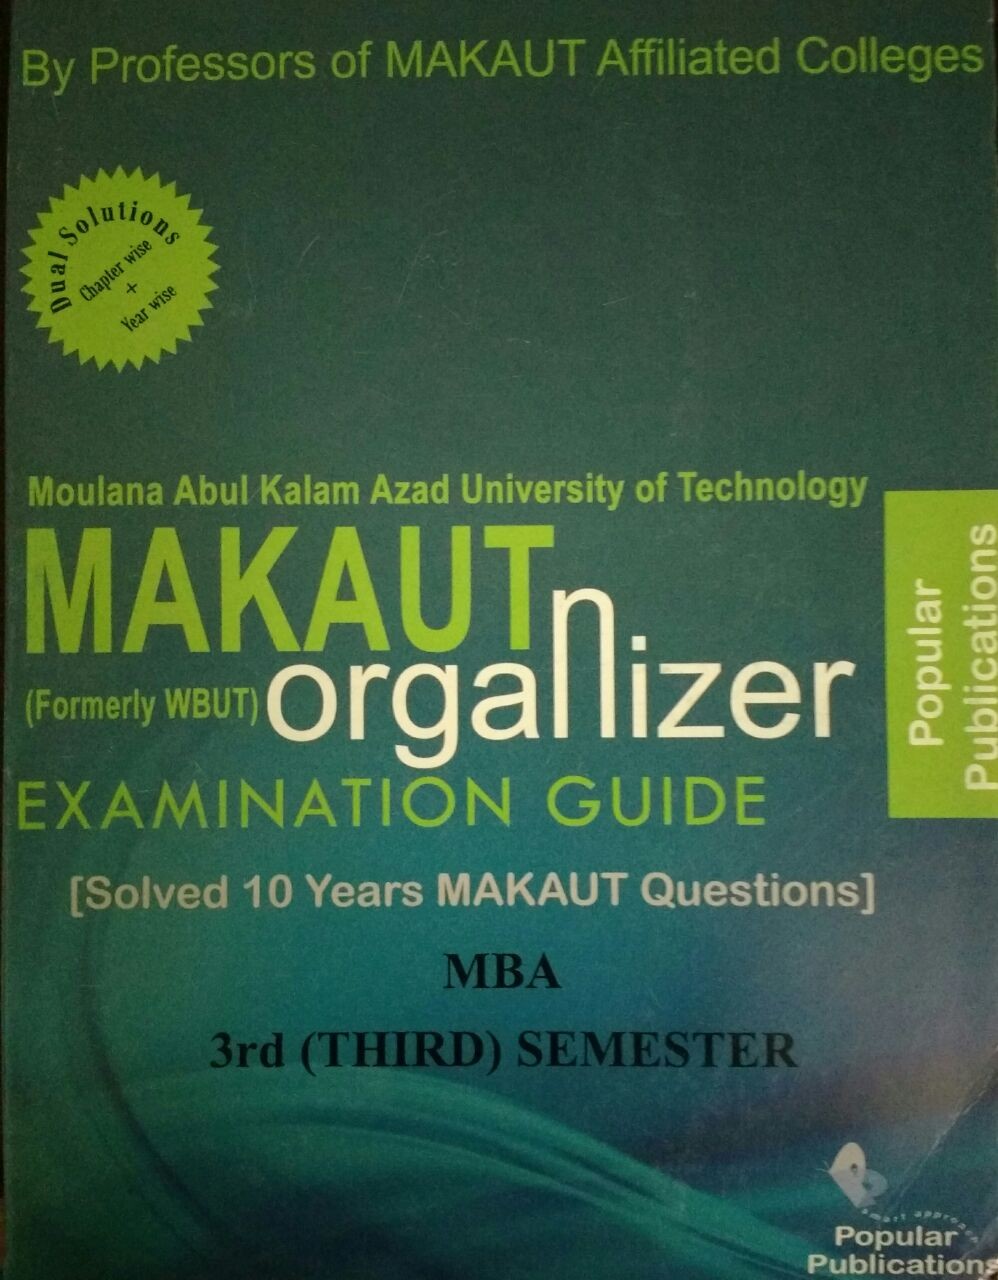 By Professors of MAKAUT Affiliated Colleges
Dual Solutions
Chapter wise
+
Year wise
Moulana Abul Kalam Azad University of Technology
MAKAUT
(Formerly WBUT)
organizer
Popular
Publications
EXAMINATION GUIDE
[Solved 10 Years MAKAUT Questions]
MBA
3rd (THIRD) SEMESTER
smart approach
Popular
Publications